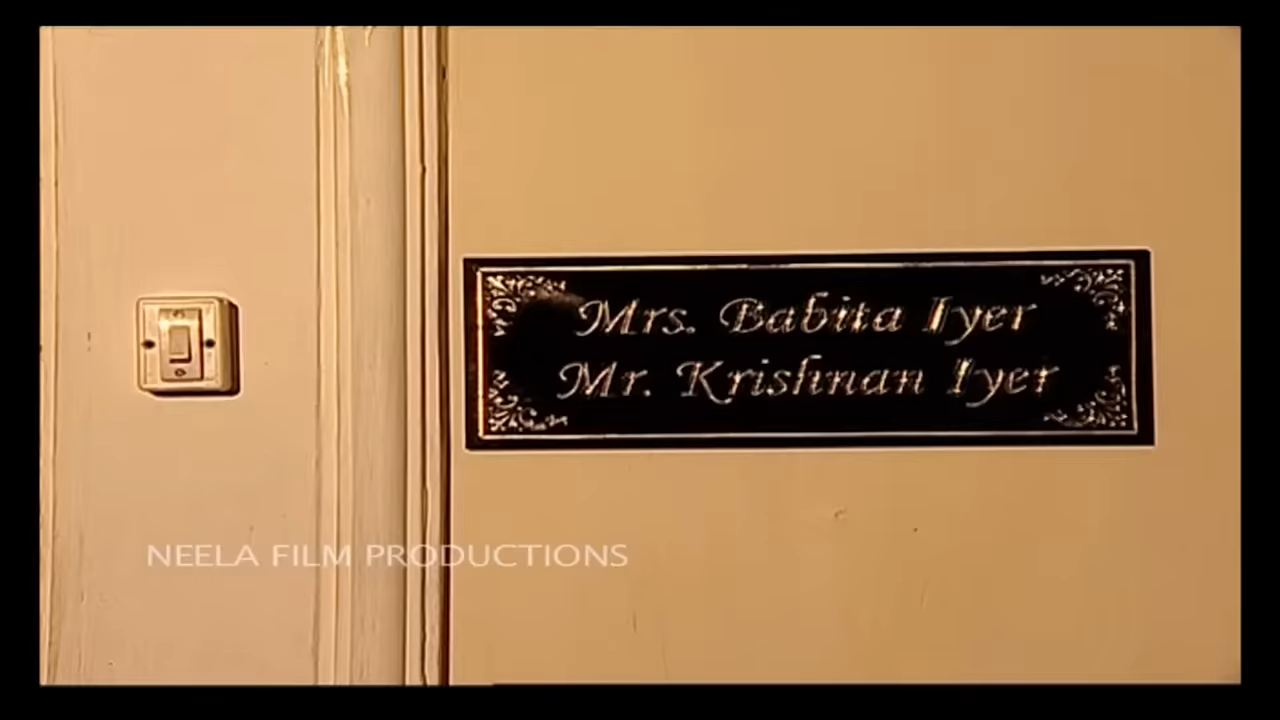 Mrs. Babita Iyer
Mr. Krishnan Iyer
NEELA FILM PRODUCTIONS